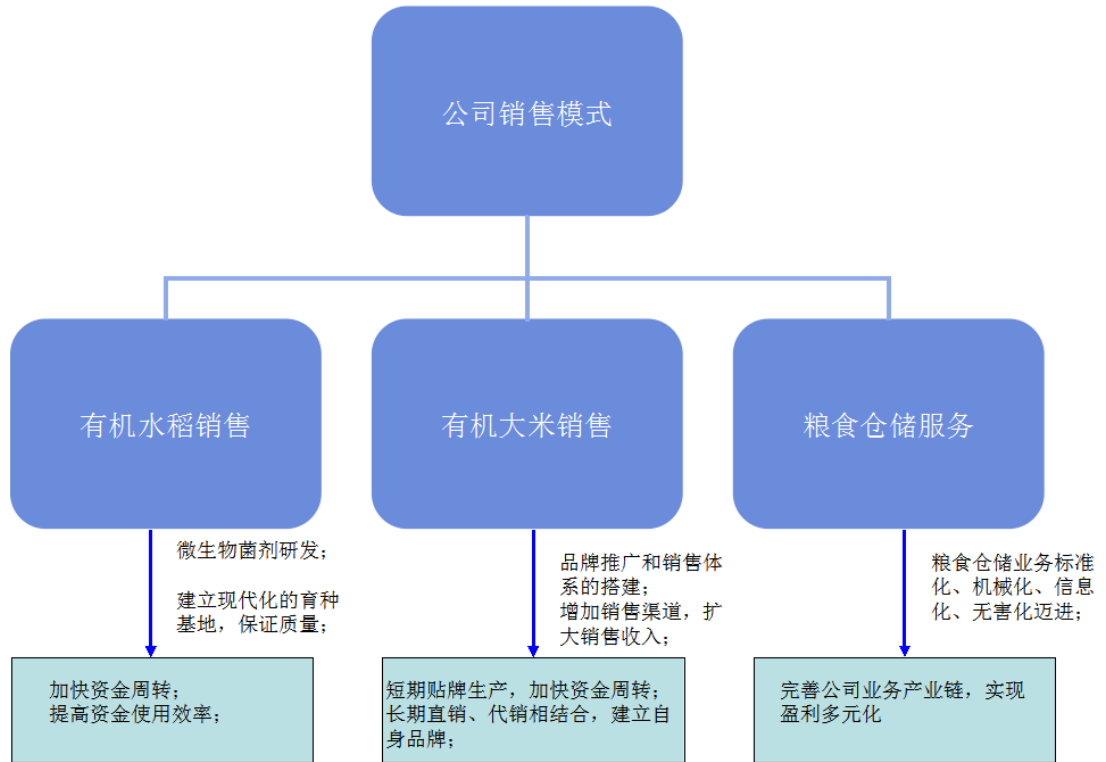 公司销售模式
有机水稻销售
有机大米销售
粮食仓储服务
微生物菌剂研发；
建立现代化的育种
基地，保证质量；
品牌推广和销售体
系的搭建；
增加销售渠道，扩
大销售收入；
粮食仓储业务标准
化、机械化、信息
化、无害化迈进；
加快资金周转；
提高资金使用效率；
短期贴牌生产，加快资金周转；
长期直销、代销相结合，建立自
身品牌；
完善公司业务产业链，实现
盈利多元化